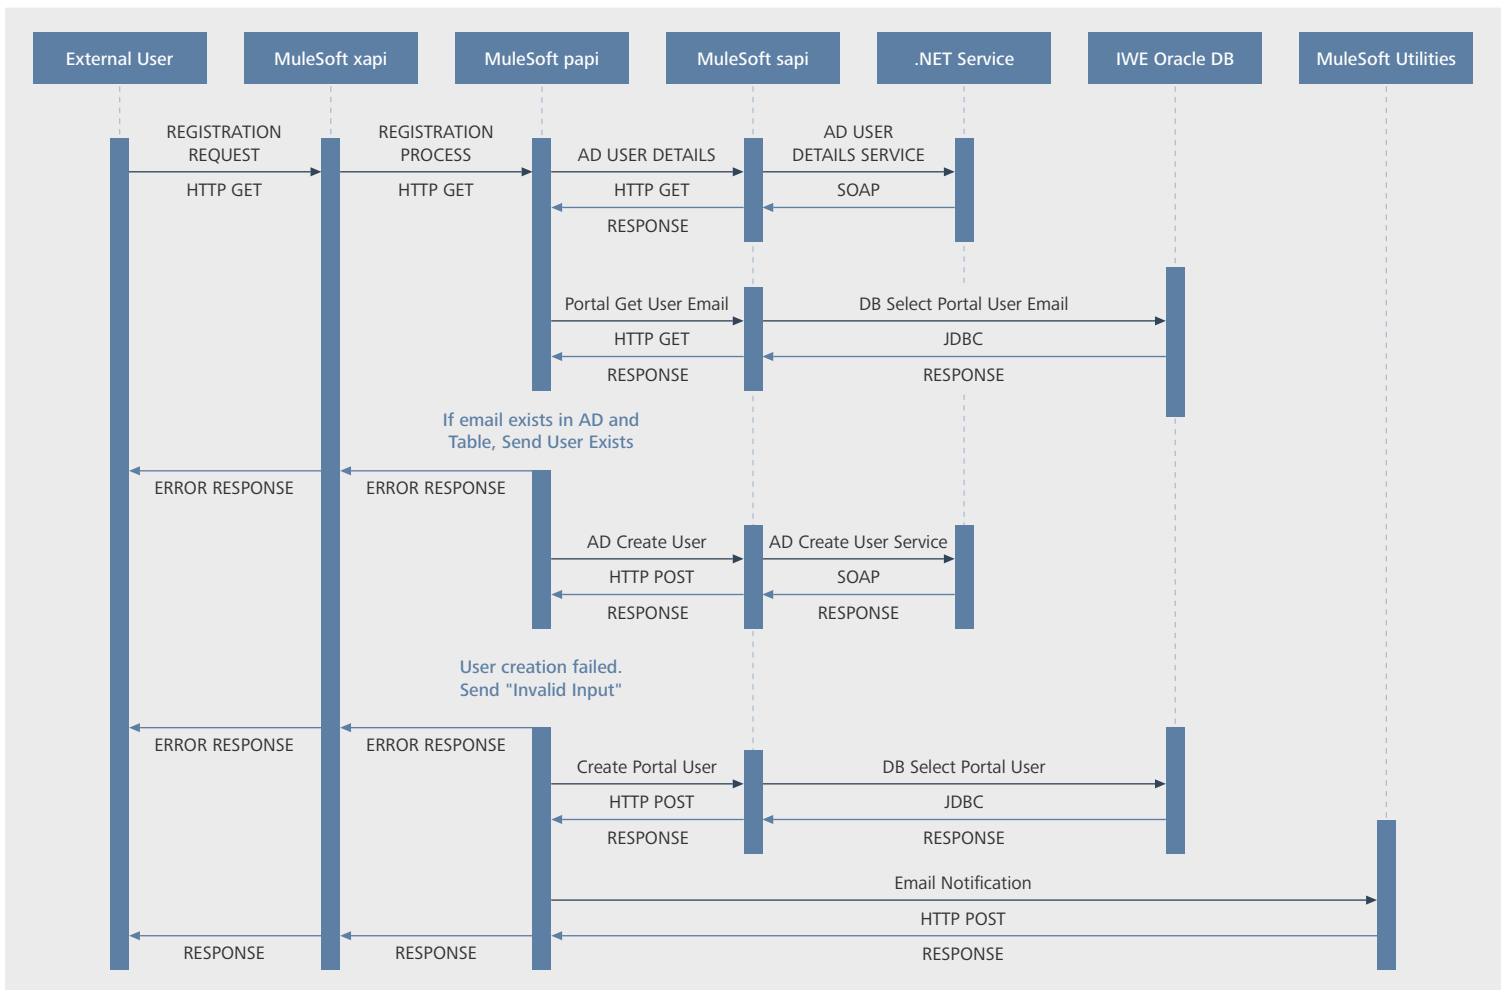 External User
MuleSoft xapi
MuleSoft papi
MuleSoft sapi
.NET Service
IWE Oracle DB
MuleSoft Utilities
REGISTRATION
REQUEST
HTTP GET
REGISTRATION
PROCESS
HTTP GET
AD USER DETAILS
HTTP GET
RESPONSE
AD USER
DETAILS SERVICE
SOAP
Portal Get User Email
HTTP GET
RESPONSE
DB Select Portal User Email
JDBC
RESPONSE
If email exists in AD and
Table, Send User Exists
ERROR RESPONSE
ERROR RESPONSE
AD Create User
HTTP POST
RESPONSE
AD Create User Service
SOAP
RESPONSE
User creation failed.
Send "Invalid Input"
ERROR RESPONSE
ERROR RESPONSE
Create Portal User
HTTP POST
RESPONSE
DB Select Portal User
JDBC
RESPONSE
Email Notification
HTTP POST
RESPONSE
RESPONSE
RESPONSE